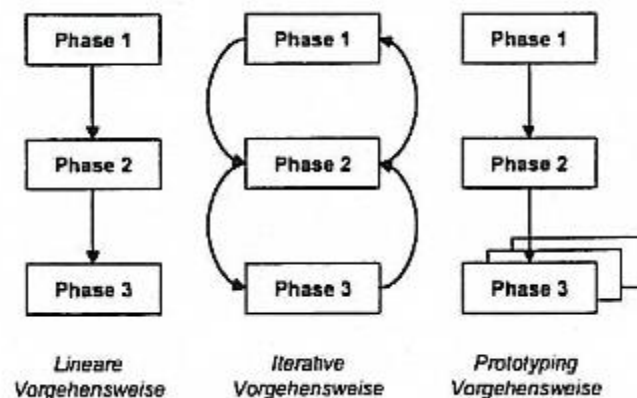 Phase 1
Phase 2
Phase 3
Lineare
Vorgehensweise
Phase 1
Phase 2
Phase 3
Iterative
Vorgehensweise
Phase 1
Phase 2
Phase 3
Prototyping
Vorgehensweise